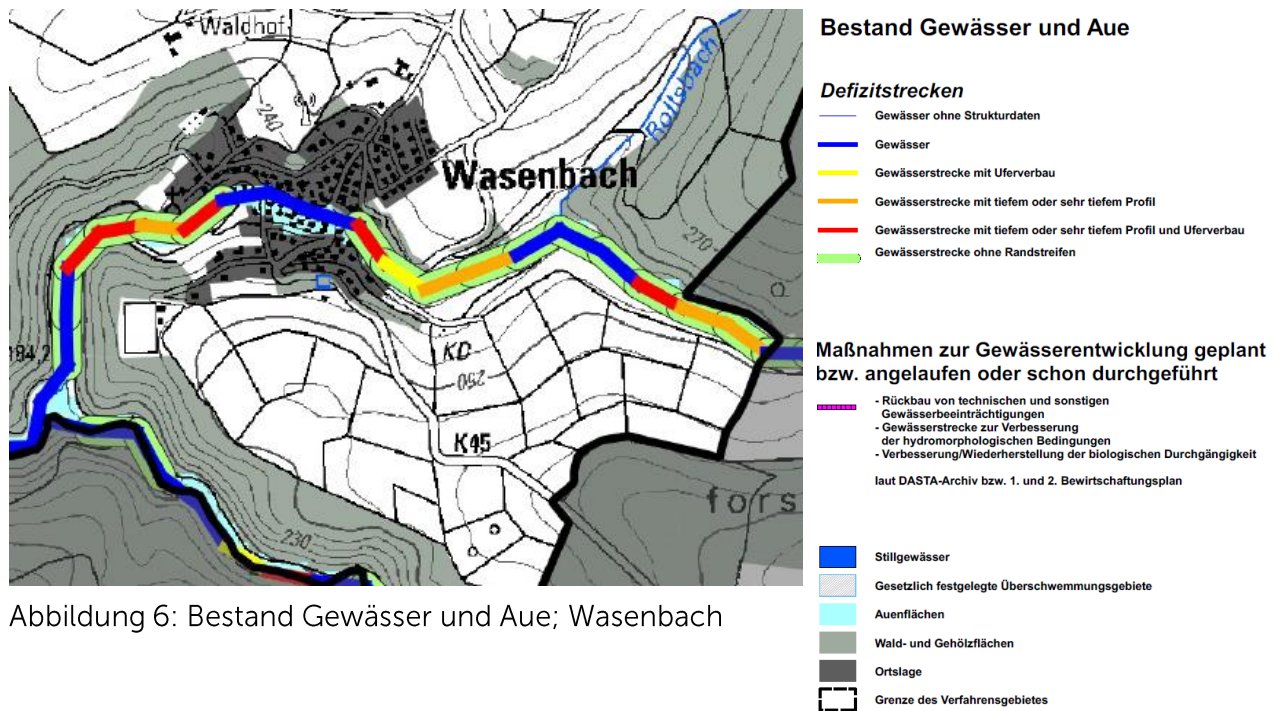 Waldhof
240
Rollsbach
Wasenbach
270
184,2
KD
250
K45
fors
230
Abbildung 6: Bestand Gewässer und Aue; Wasenbach
Bestand Gewässer und Aue
Defizitstrecken
Gewässer ohne Strukturdaten
Gewässer
Gewässerstrecke mit Uferverbau
Gewässerstrecke mit tiefem oder sehr tiefem Profil
Gewässerstrecke mit tiefem oder sehr tiefem Profil und Uferverbau
Gewässerstrecke ohne Randstreifen
Maßnahmen zur Gewässerentwicklung geplant
bzw. angelaufen oder schon durchgeführt
- Rückbau von technischen und sonstigen
Gewässerbeeinträchtigungen
- Gewässerstrecke zur Verbesserung
der hydromorphologischen Bedingungen
- Verbesserung/Wiederherstellung der biologischen Durchgängigkeit
laut DASTA-Archiv bzw. 1. und 2. Bewirtschaftungsplan
Stillgewässer
Gesetzlich festgelegte Überschwemmungsgebiete
Auenflächen
Wald- und Gehölzflächen
Ortslage
Grenze des Verfahrensgebietes